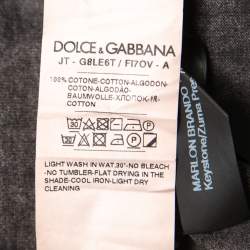 DOLCE & GABBANA
JT - G8LE6T / FI7OV - A
100% COTONE-COTTON-ALGODON
COTON-ALGODÃO
BAUMWOLLE-ХЛОПОК-棉
COTTON
LIGHT WASH IN WAT.30°-NO BLEACH
-NO TUMBLER-FLAT DRYING IN THE
SHADE-COOL IRON-LIGHT DRY
CLEANING
MARLON BRANDO
Keystone/Zuma Pres